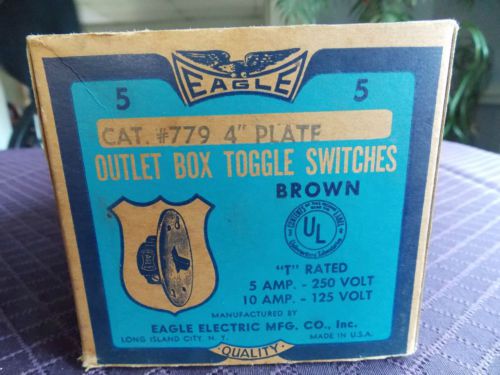 EAGLE
5 5
CAT. #779 4" PLATE
OUTLET BOX TOGGLE SWITCHES
BROWN
UL
"T" RATED
5 AMP. - 250 VOLT
10 AMP. - 125 VOLT
MANUFACTURED BY
EAGLE ELECTRIC MFG. CO., Inc.
LONG ISLAND CITY, N. Y. MADE IN U.S.A.
QUALITY